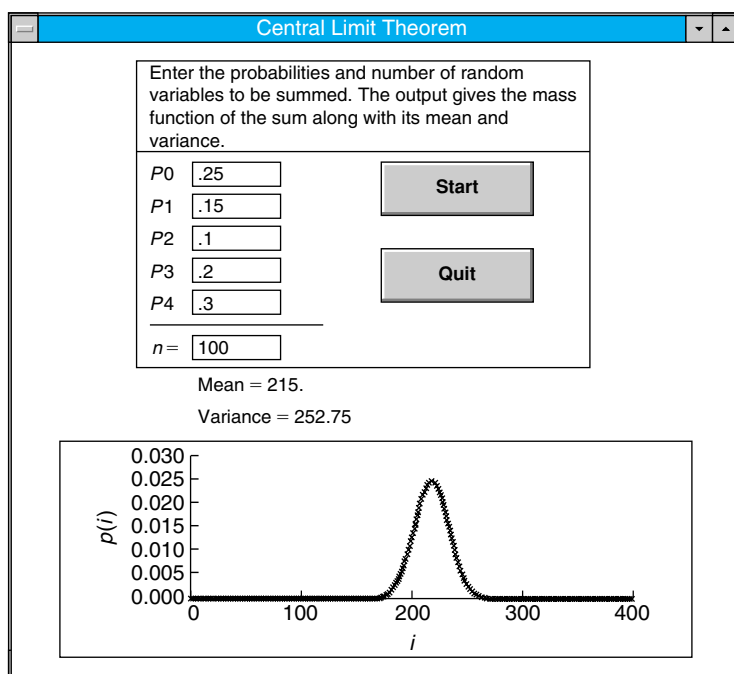 Central Limit Theorem
Enter the probabilities and number of random
variables to be summed. The output gives the mass
function of the sum along with its mean and
variance.
P0 .25
Start
P1 .15
P2 .1
P3 .2
Quit
P4 .3
n = 100
Mean = 215.
Variance = 252.75
0.030
0.025
0.020
0.015
0.010
0.005
0.000
p(i)
0 100 200 300 400
i